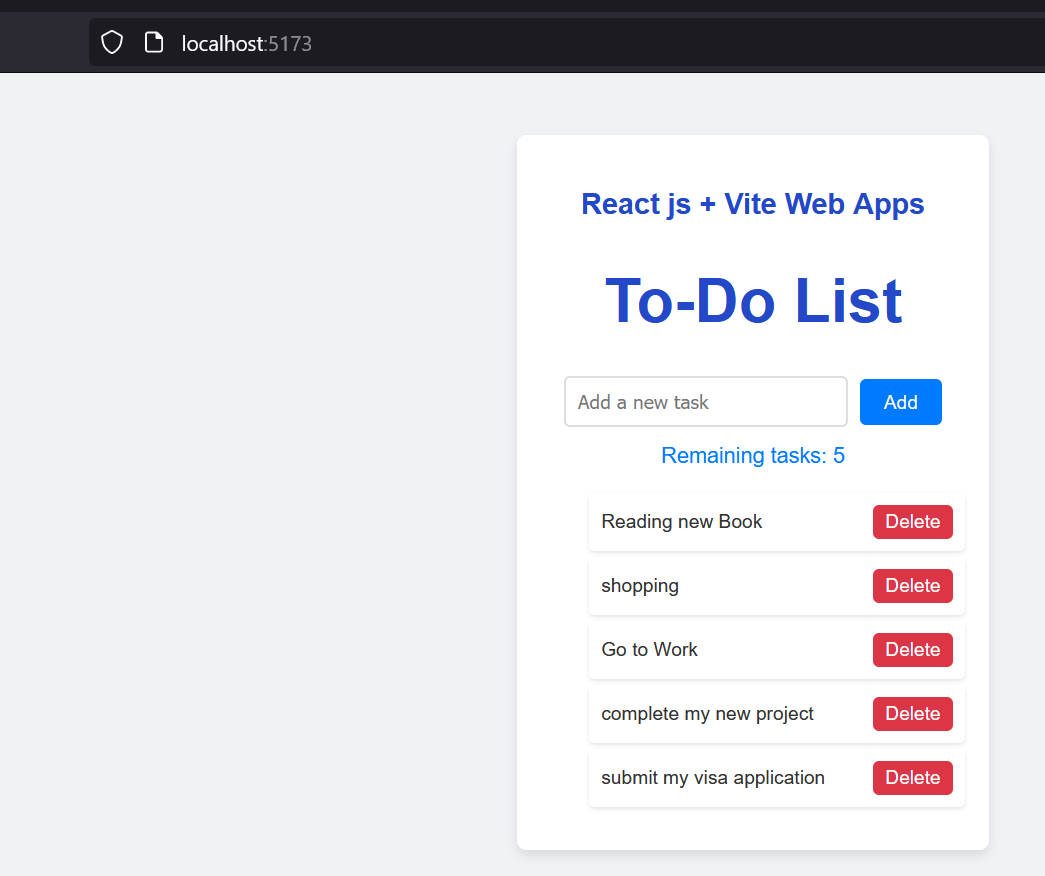 localhost:5173
React js + Vite Web Apps
To-Do List
Add a new task Add
Remaining tasks: 5
Reading new Book Delete
shopping Delete
Go to Work Delete
complete my new project Delete
submit my visa application Delete